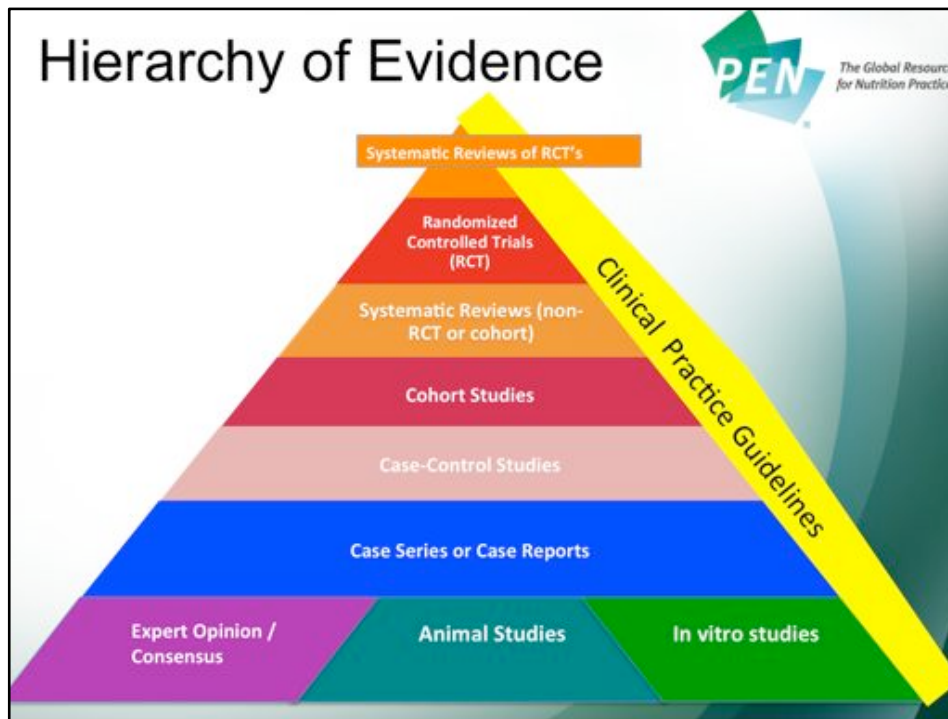 Hierarchy of Evidence
PEN
The Global Resourc
for Nutrition Practice
Systematic Reviews of RCT's
Randomized
Controlled Trials
(RCT)
Systematic Reviews (non-
RCT or cohort)
Cohort Studies
Case-Control Studies
Case Series or Case Reports
Clinical Practice Guidelines
Expert Opinion /
Consensus
Animal Studies
In vitro studies